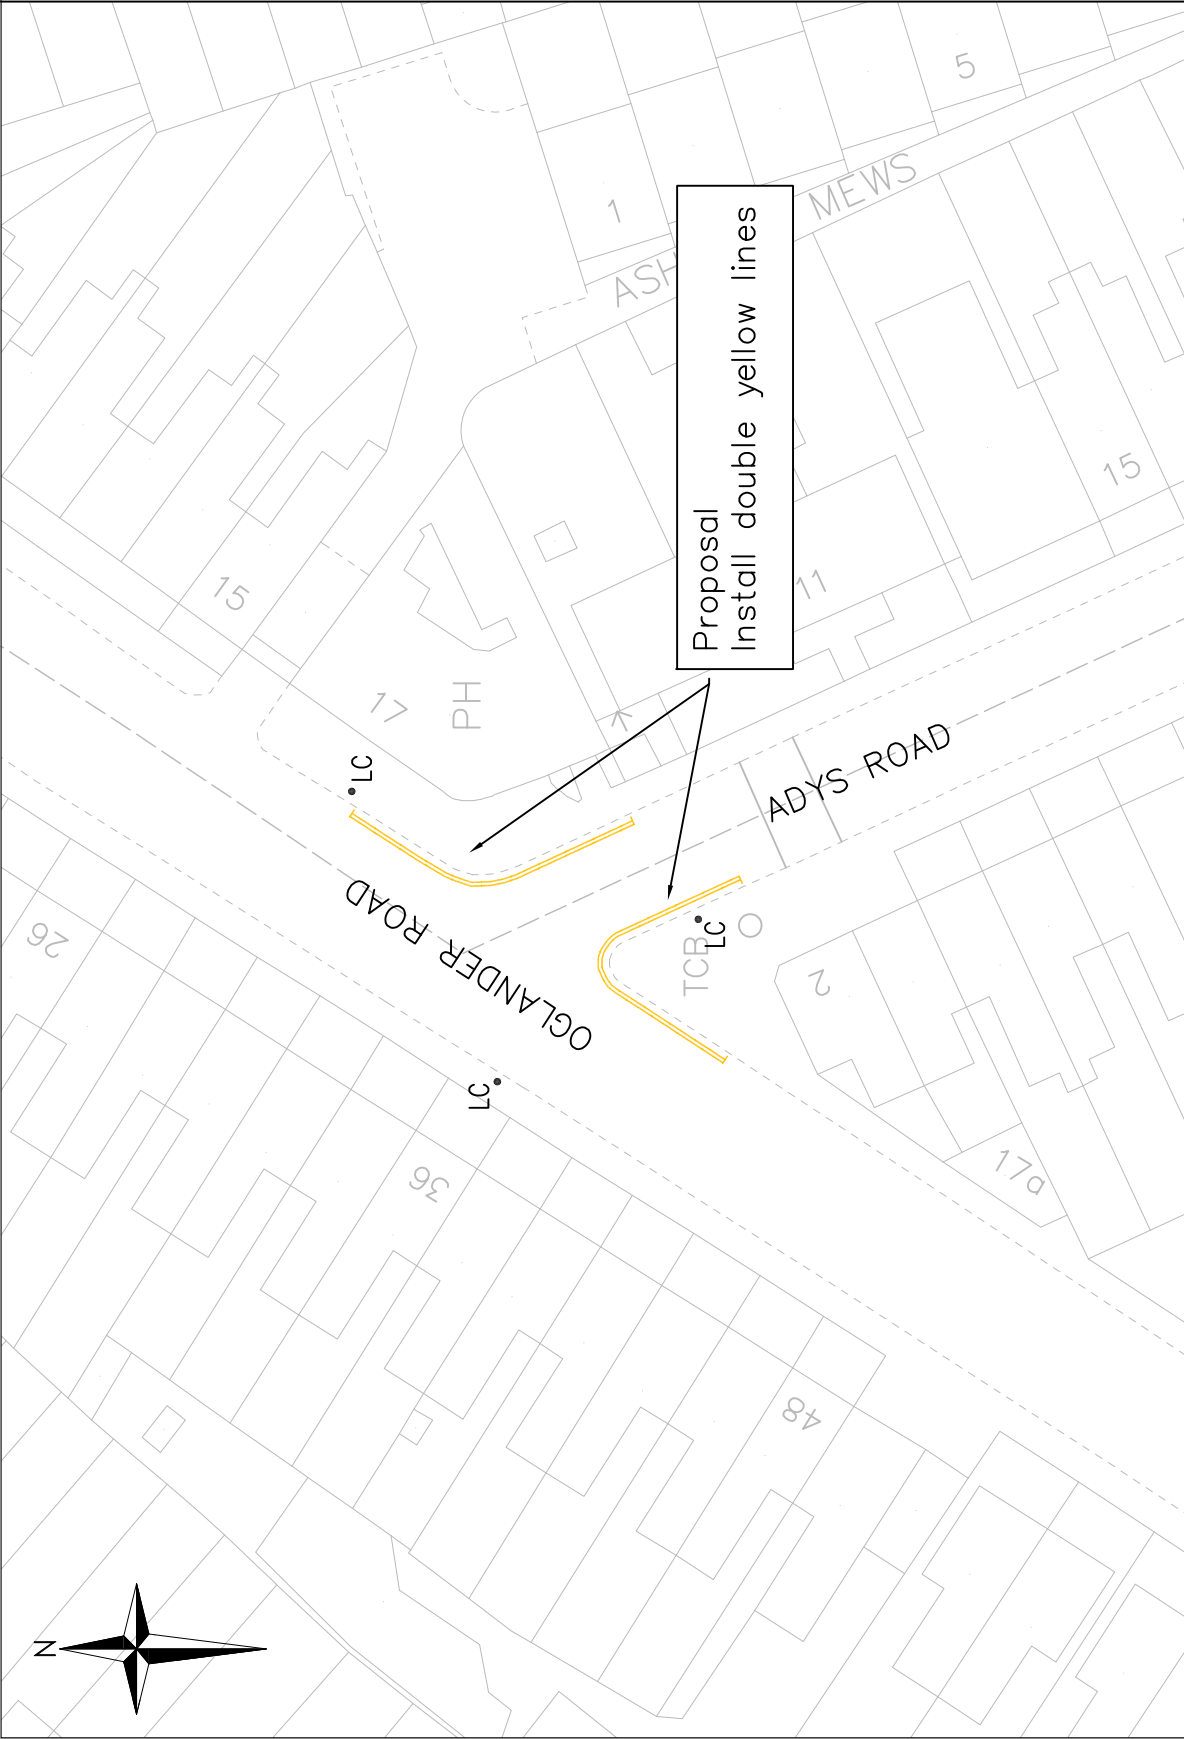 Proposal
Install double yellow lines
OGLANDER ROAD
ADYS ROAD
ASH
MEWS
1
5
11
15
15
17
PH
LC
LC
LC
TCB
2
17a
26
36
48
N